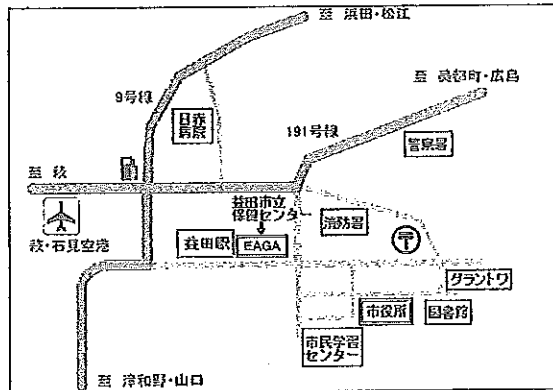 至 浜田・松江
至 美都町・広島
9号線
日赤
病院
191号線
警察署
至 萩
益田市立
保健センター
消防署
萩・石見空港
益田駅
EAGA
〒
グラントワ
市役所
図書館
市民学習
センター
至 津和野・山口